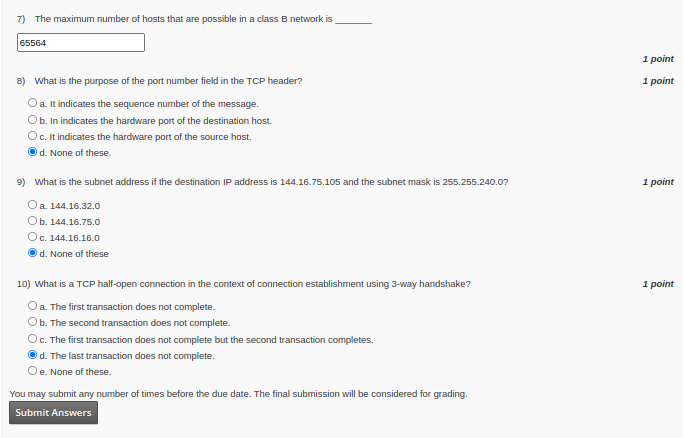 7) The maximum number of hosts that are possible in a class B network is ________
65564
1 point
8) What is the purpose of the port number field in the TCP header? 1 point
a. It indicates the sequence number of the message.
b. In indicates the hardware port of the destination host.
c. It indicates the hardware port of the source host.
d. None of these.
9) What is the subnet address if the destination IP address is 144.16.75.105 and the subnet mask is 255.255.240.0? 1 point
a. 144.16.32.0
b. 144.16.75.0
c. 144.16.16.0
d. None of these
10) What is a TCP half-open connection in the context of connection establishment using 3-way handshake? 1 point
a. The first transaction does not complete.
b. The second transaction does not complete.
c. The first transaction does not complete but the second transaction completes.
d. The last transaction does not complete.
e. None of these.
You may submit any number of times before the due date. The final submission will be considered for grading.
Submit Answers